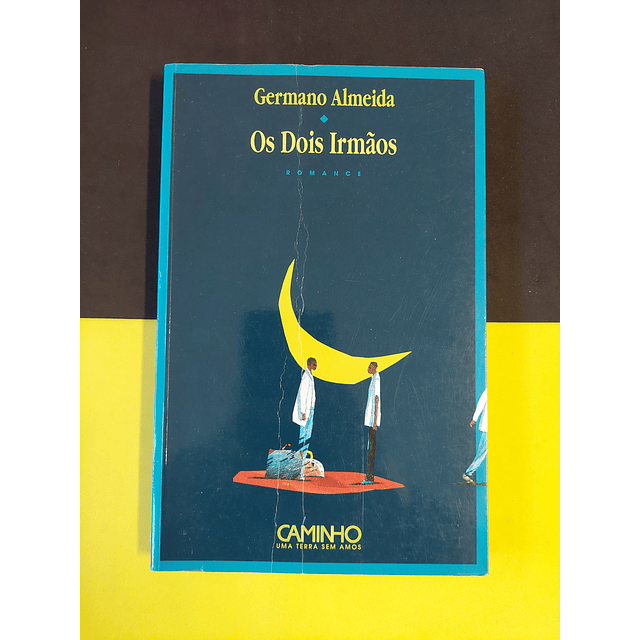 Germano Almeida
Os Dois Irmãos
ROMANCE
CAMINHO
UMA TERRA SEM AMOS